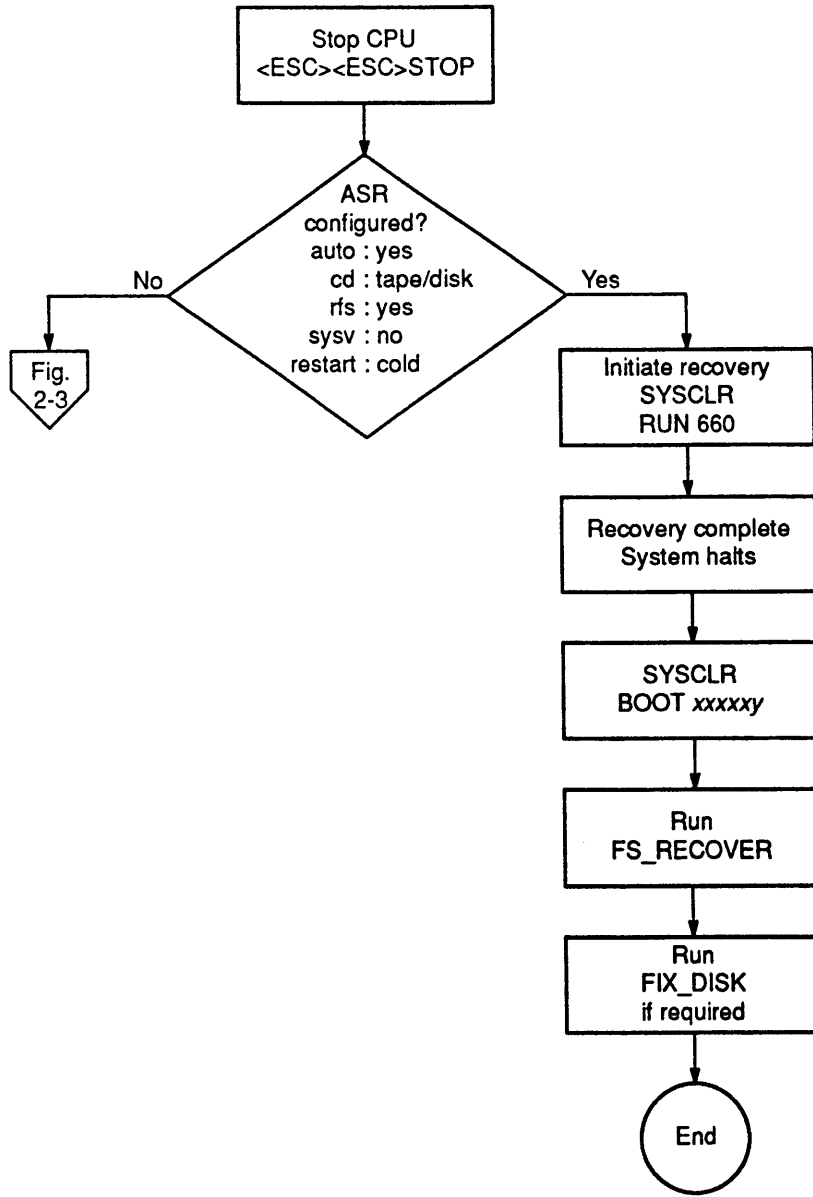 Stop CPU
<ESC><ESC>STOP
ASR
configured?
auto : yes
cd : tape/disk
rfs : yes
sysv : no
restart : cold
No
Yes
Fig.
2-3
Initiate recovery
SYSCLR
RUN 660
Recovery complete
System halts
SYSCLR
BOOT xxxxxy
Run
FS_RECOVER
Run
FIX_DISK
if required
End